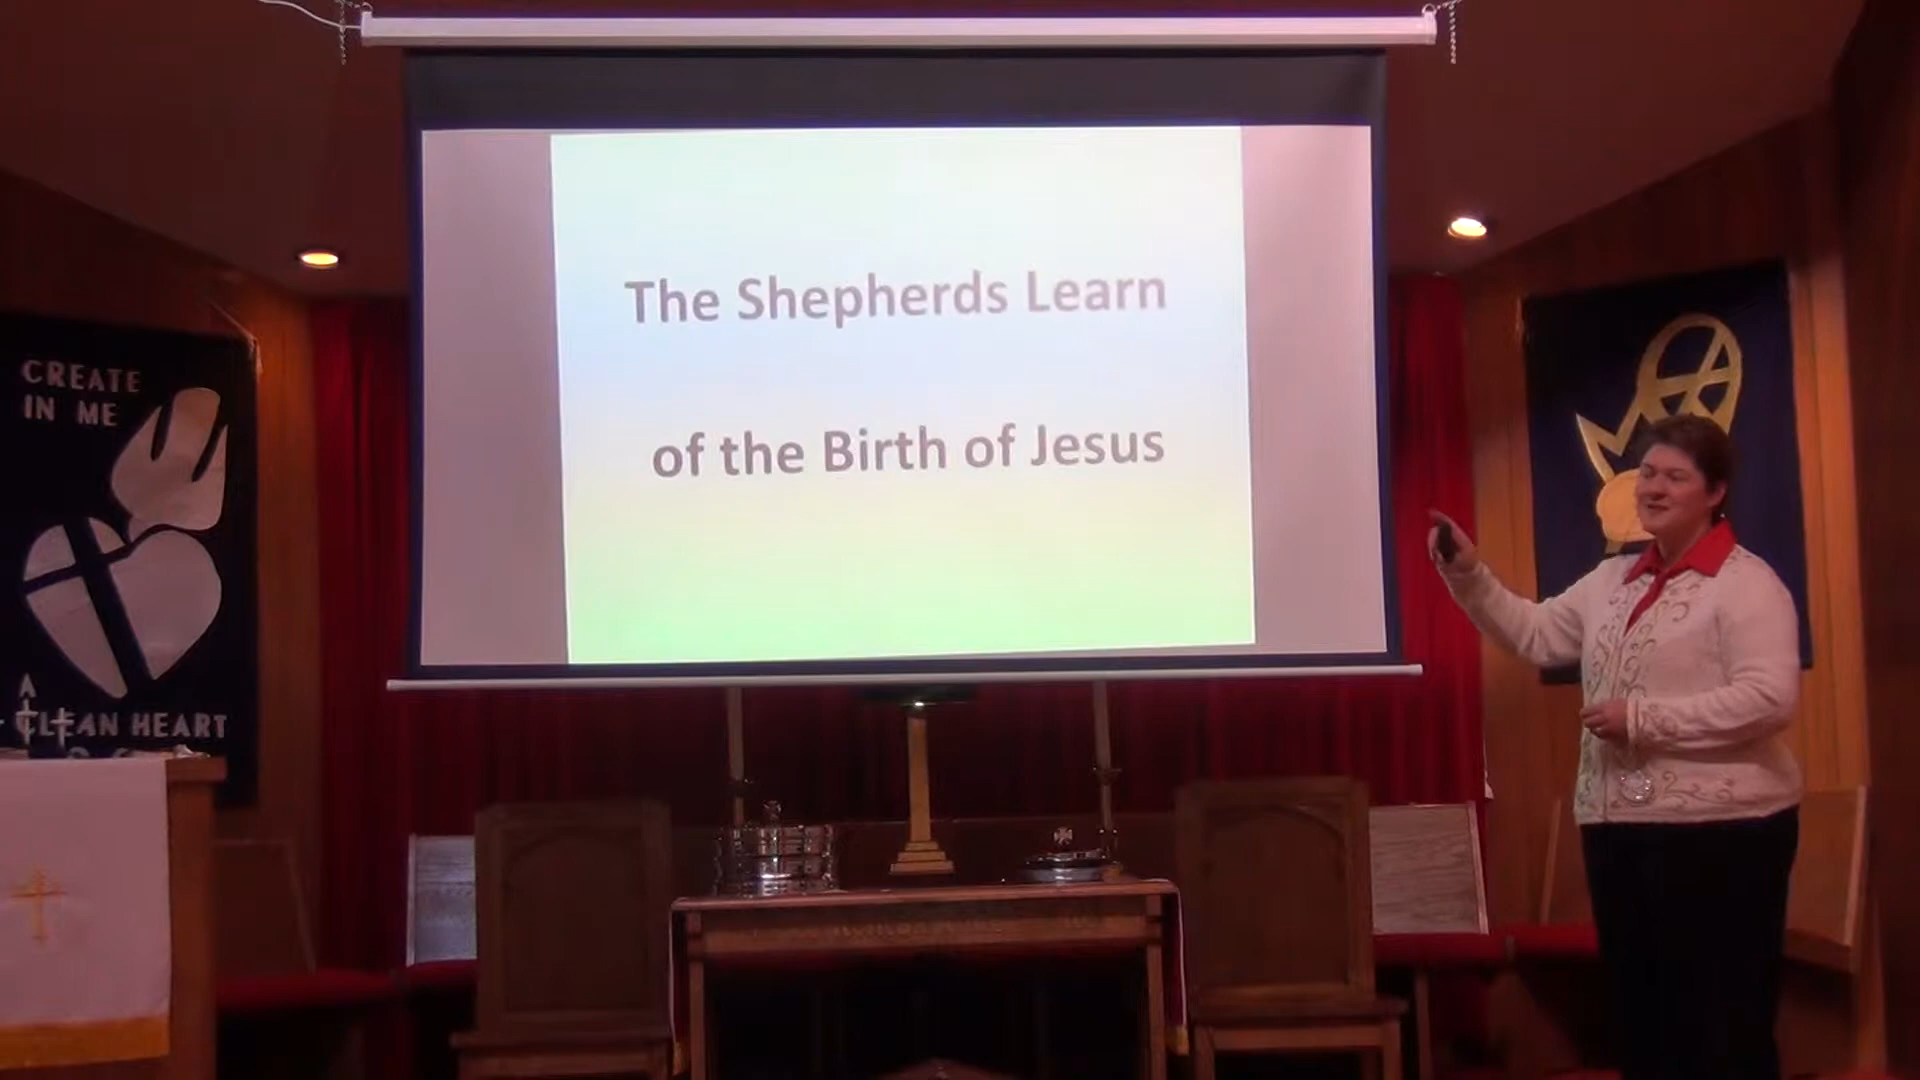 The Shepherds Learn
of the Birth of Jesus
CREATE
IN ME
CLEAN HEART